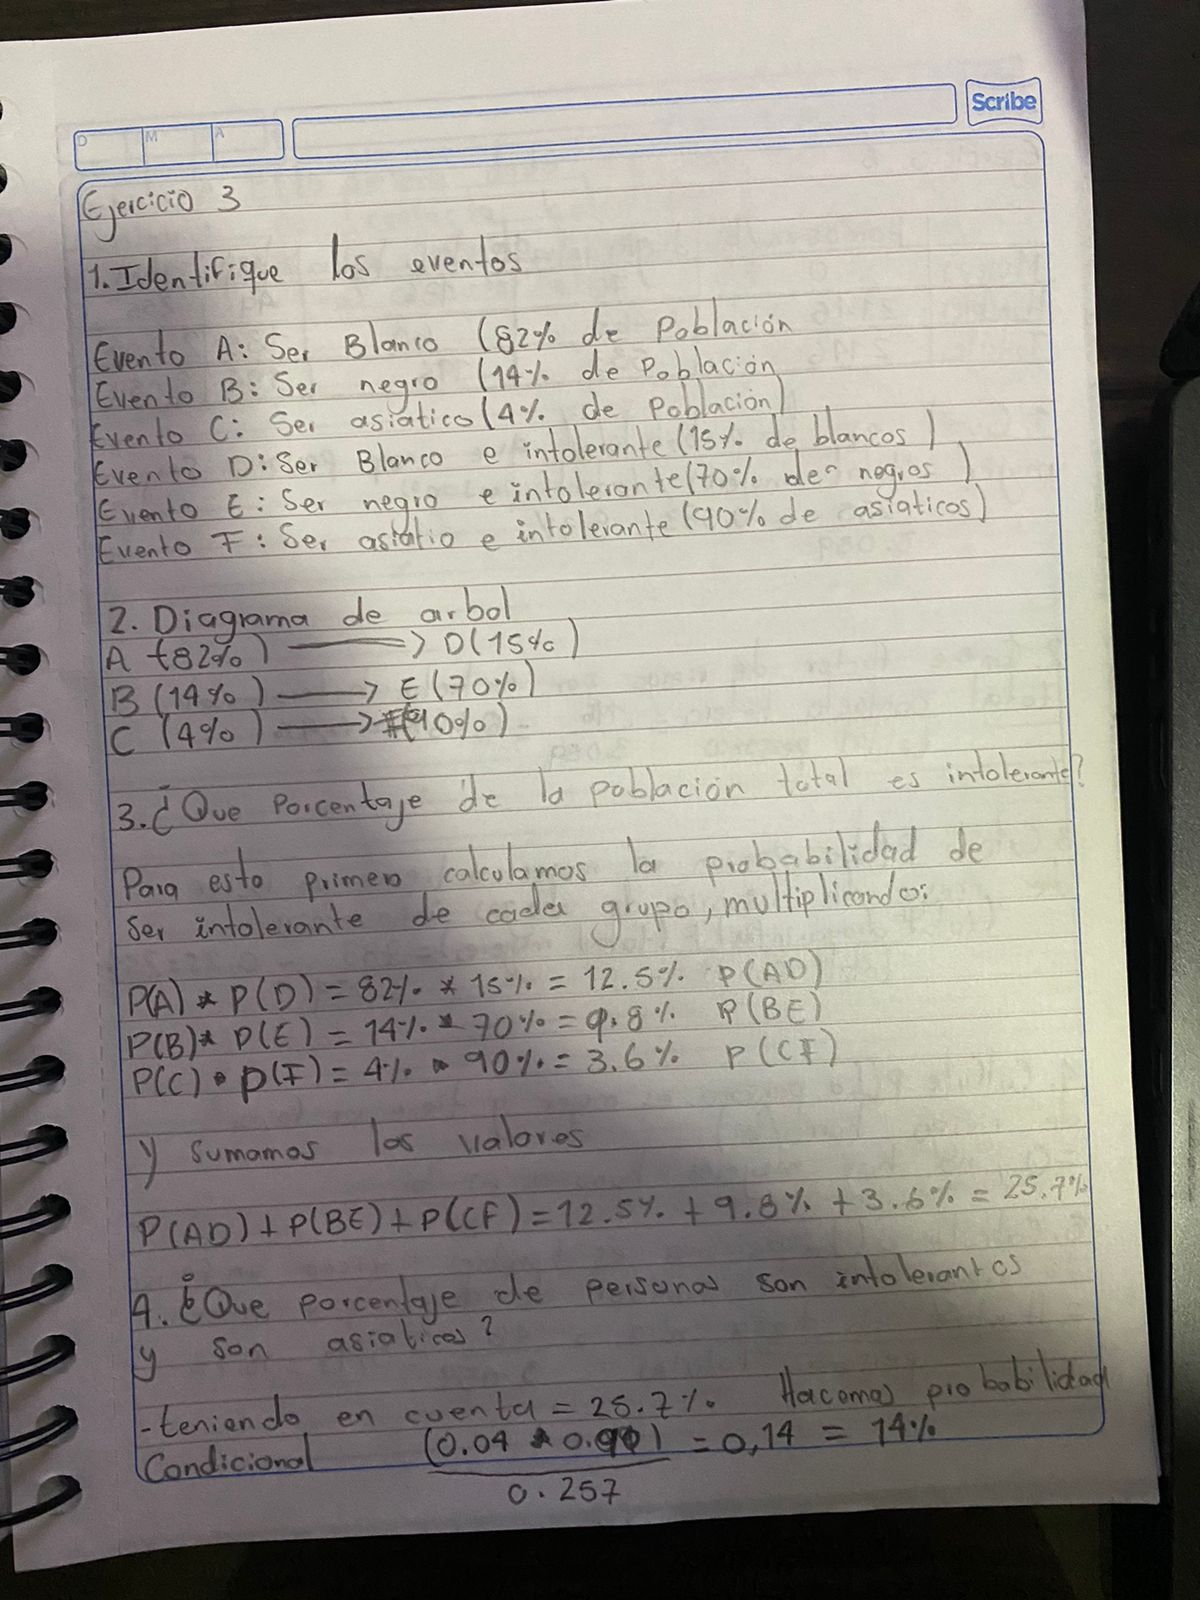 Scribe
D M A
Ejercicio 3
1. Identifique los eventos
Evento A: Ser Blanco (82% de Población
Evento B: Ser negro (14% de Población
Evento C: Ser asiatico (4% de Población)
Evento D: Ser Blanco e intolerante (15% de blancos)
Evento E: Ser negro e intolerante (70% de negros)
Evento F: Ser asiatio e intolerante (90% de asiaticos)
2. Diagrama de arbol
A (82%) → D (15%)
B (14%) → E (70%)
C (4%) → F (90%)
3. ¿Que porcentaje de la población total es intolerante?
Para esto primero calculamos la probabilidad de
ser intolerante de cada grupo, multiplicando:
P(A) * P(D) = 82% * 15% = 12.5% P(AD)
P(B) * P(E) = 14% * 70% = 9.8% P(BE)
P(C) * P(F) = 4% * 90% = 3.6% P(CF)
y sumamos los valores
P(AD) + P(BE) + P(CF) = 12.5% + 9.8% + 3.6% = 25.7%
4. ¿Que porcentaje de personas son intolerantes
y son asiaticos?
- teniendo en cuenta = 25.7%. Hacemos probabilidad
Condicional (0.04 * 0.90) = 0,14 = 14%
0.257